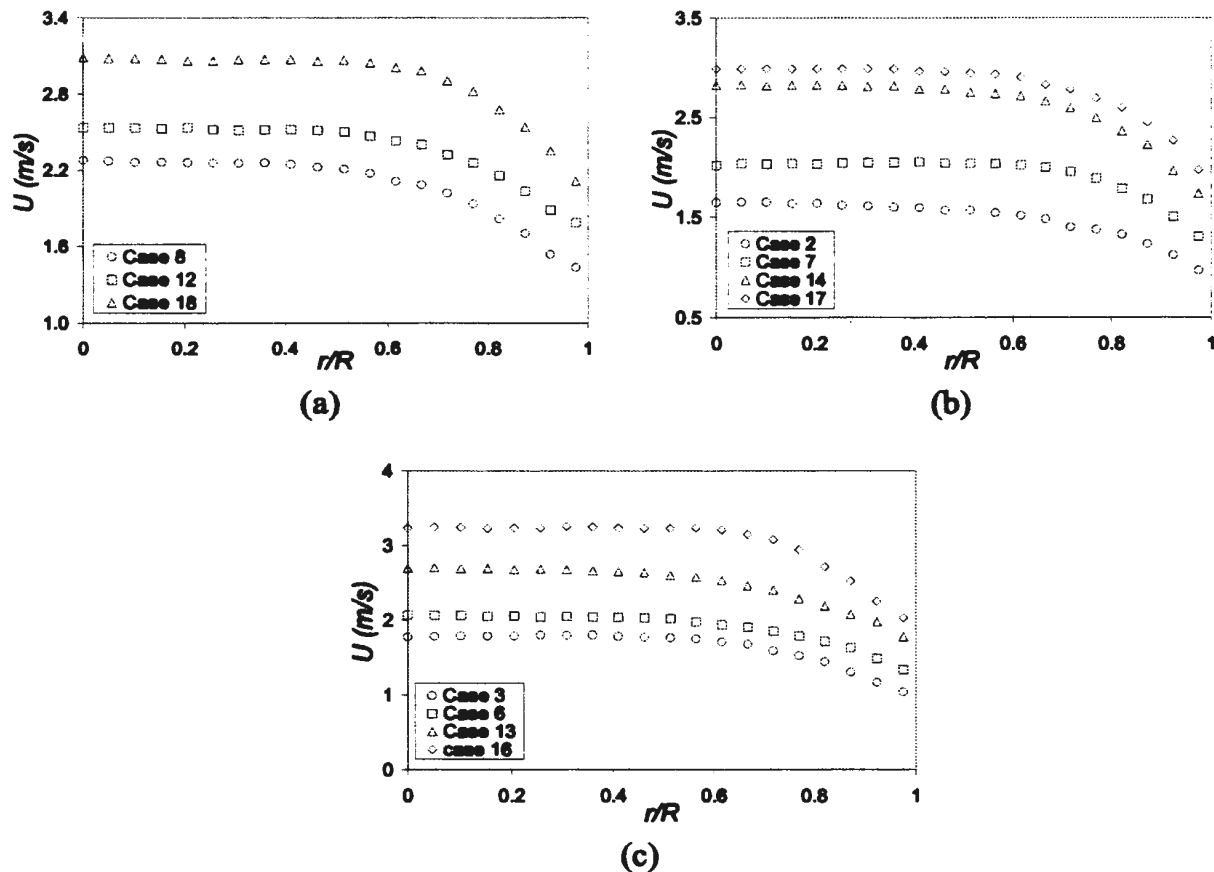 3.4
2.8
2.2
1.6
1.0
U (m/s)
Case 8
Case 12
Case 18
0 0.2 0.4 0.6 0.8 1
r/R
(a)
3.5
2.5
1.5
0.5
U (m/s)
Case 2
Case 7
Case 14
Case 17
0 0.2 0.4 0.6 0.8 1
r/R
(b)
4
3
2
1
0
U (m/s)
Case 3
Case 6
Case 13
case 16
0 0.2 0.4 0.6 0.8 1
r/R
(c)